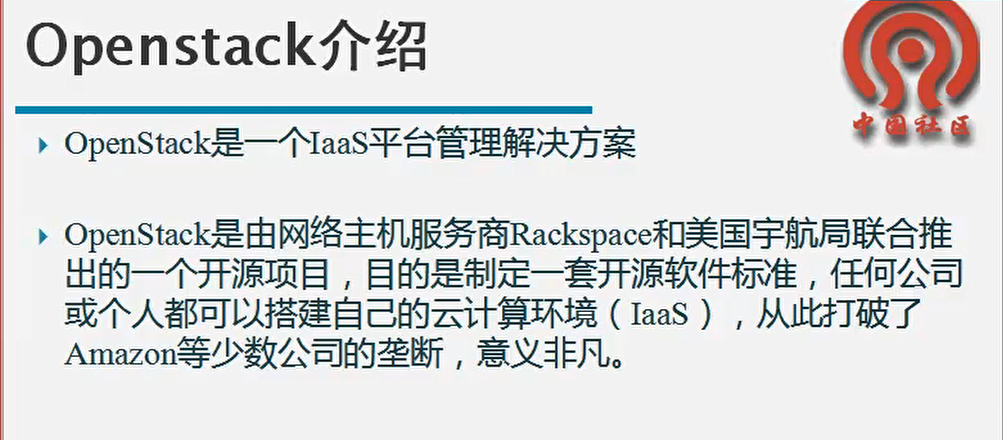 Openstack介绍
中国社区
OpenStack是一个IaaS平台管理解决方案
OpenStack是由网络主机服务商Rackspace和美国宇航局联合推
出的一个开源项目，目的是制定一套开源软件标准，任何公司
或个人都可以搭建自己的云计算环境（IaaS），从此打破了
Amazon等少数公司的垄断，意义非凡。